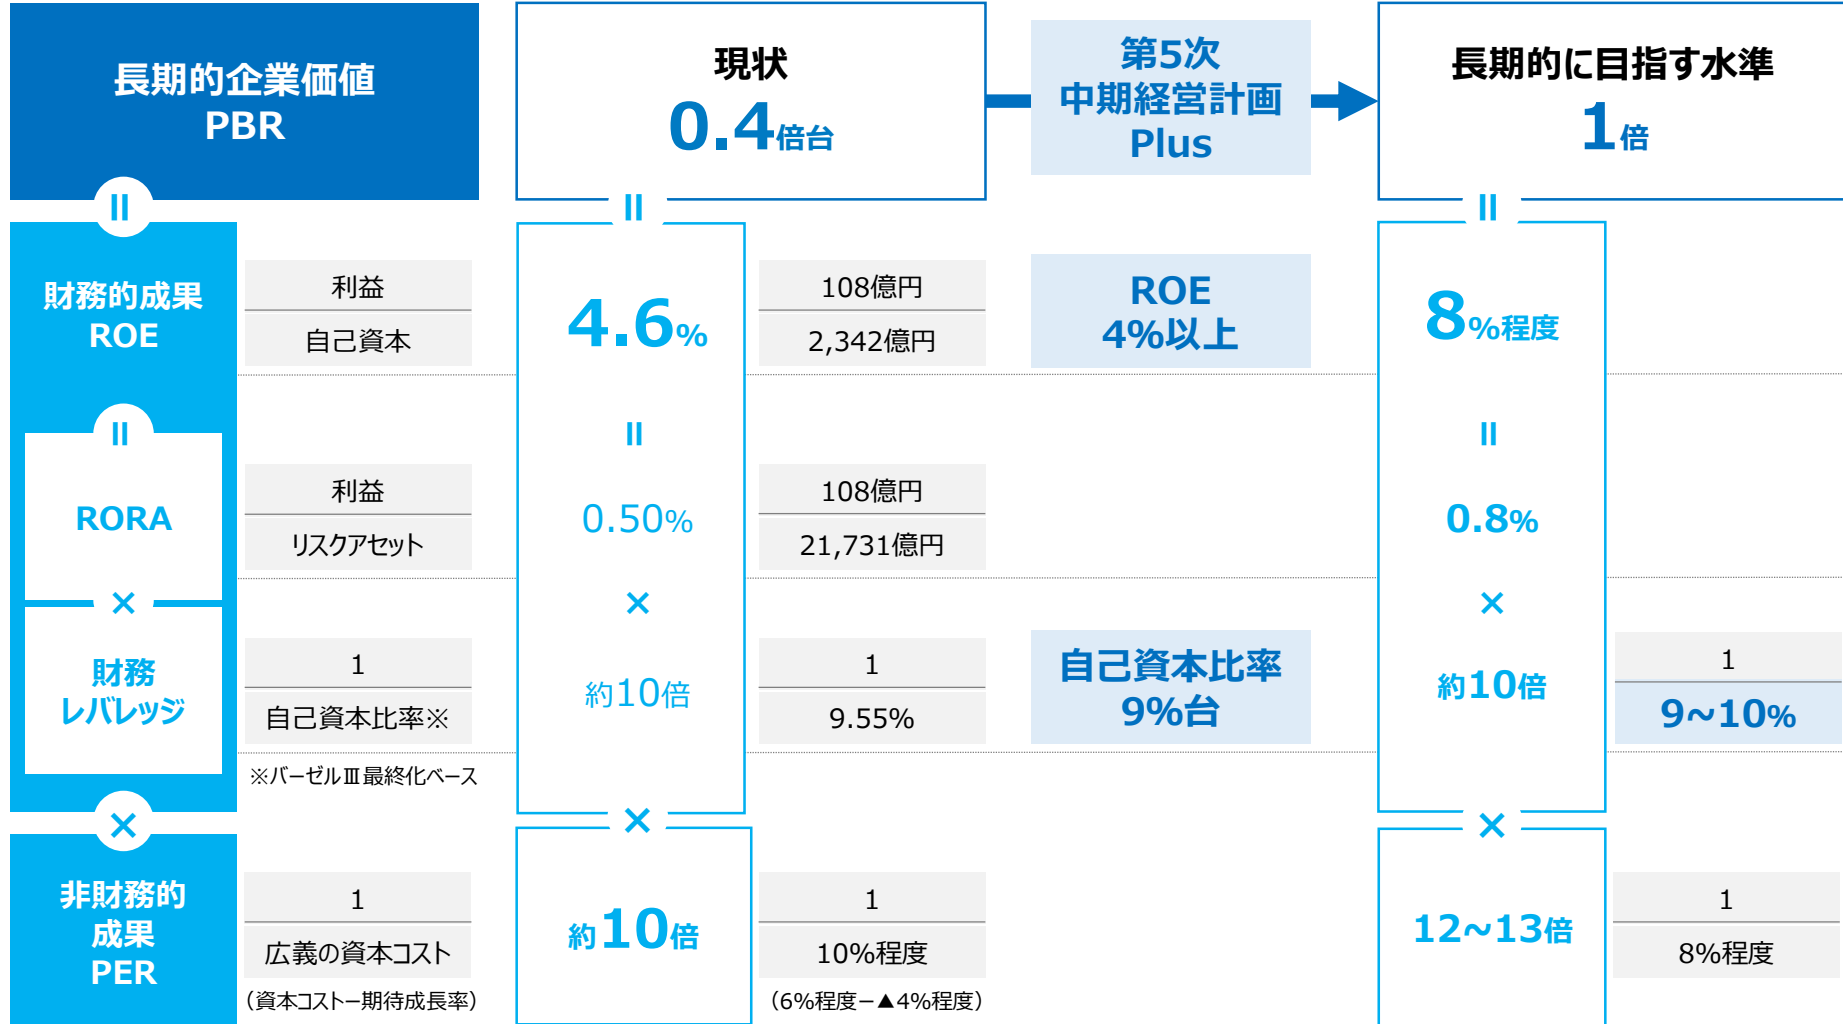 長期的企業価値
PBR
現状
0.4倍台
第5次
中期経営計画
Plus
長期的に目指す水準
1倍
=
=
=
財務的成果
ROE
利益
自己資本
4.6%
108億円
2,342億円
ROE
4%以上
8%程度
=
=
=
RORA
利益
リスクアセット
0.50%
108億円
21,731億円
0.8%
×
×
×
財務
レバレッジ
1
自己資本比率※
約10倍
1
9.55%
自己資本比率
9%台
約10倍
1
9~10%
※バーゼルⅢ最終化ベース
×
×
×
非財務的
成果
PER
1
広義の資本コスト
(資本コストー期待成長率)
約10倍
1
10%程度
(6%程度−▲4%程度)
12~13倍
1
8%程度